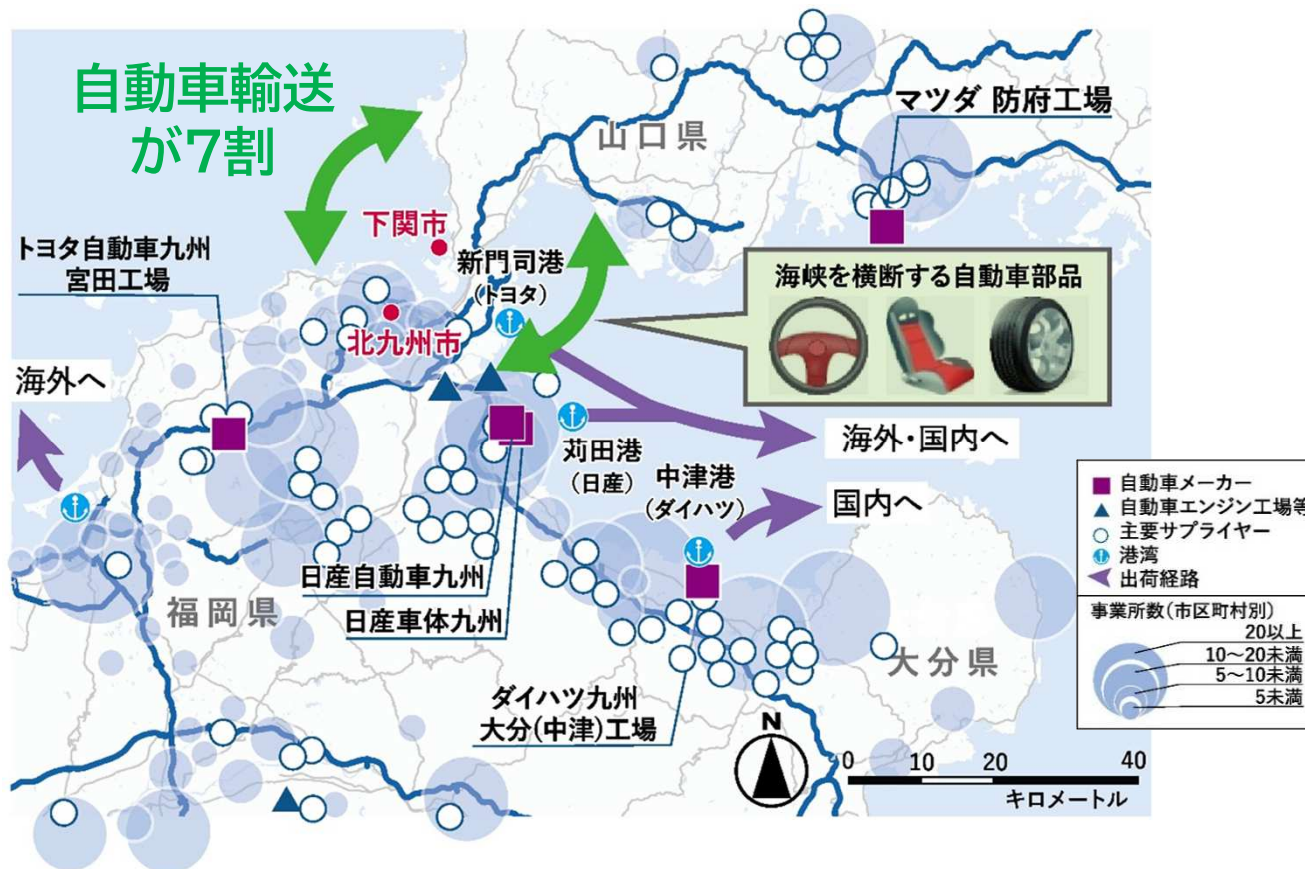 自動車輸送
が7割
マツダ 防府工場
山口県
下関市
トヨタ自動車九州
宮田工場
新門司港
(トヨタ)
海峡を横断する自動車部品
北九州市
海外へ
海外・国内へ
苅田港
(日産)
中津港
(ダイハツ)
国内へ
日産自動車九州
日産車体九州
福岡県
大分県
ダイハツ九州
大分(中津)工場
N
0 10 20 40
キロメートル
自動車メーカー
自動車エンジン工場等
主要サプライヤー
港湾
出荷経路
事業所数(市区町村別)
20以上
10～20未満
5～10未満
5未満